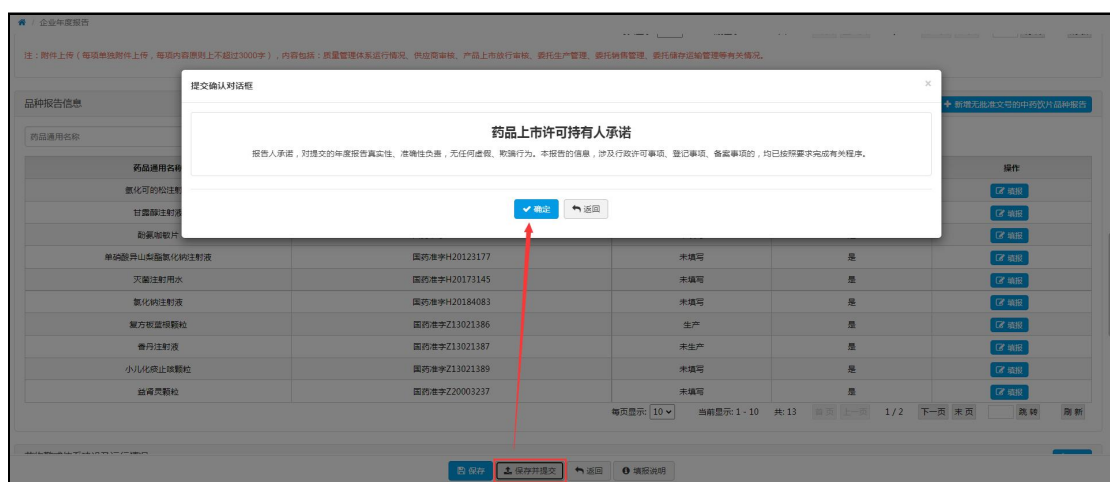 / 企业年度报告
注：附件上传（每项单独附件上传，每项内容原则上不超过3000字），内容包括：质量管理体系运行情况、供应商审核、产品上市放行审核、委托生产管理、委托销售管理、委托储存运输管理等有关情况。
提交确认对话框 ×
品种报告信息
+ 新增无批准文号的中药饮片品种报告
药品通用名称
药品上市许可持有人承诺
报告人承诺，对提交的年度报告真实性、准确性负责，无任何虚假、欺骗行为。本报告的信息，涉及行政许可事项、登记事项、备案事项的，均已按照要求完成有关程序。
药品通用名称 操作
氢化可的松注射 填报
确定 返回
甘露醇注射液 填报
酚氨咖敏片 填报
单硝酸异山梨酯氯化钠注射液 国药准字H20123177 未填写 是 填报
灭菌注射用水 国药准字H20173145 未填写 是 填报
氯化钠注射液 国药准字H20184083 未填写 是 填报
复方板蓝根颗粒 国药准字Z13021386 生产 是 填报
香丹注射液 国药准字Z13021387 未生产 是 填报
小儿化痰止咳颗粒 国药准字Z13021389 未填写 是 填报
益肾灵颗粒 国药准字Z20003237 未填写 是 填报
每页显示: 10 当前显示: 1 - 10 共: 13 首页 上一页 1 / 2 下一页 末页 跳转 刷新
保存 保存并提交 返回 填报说明